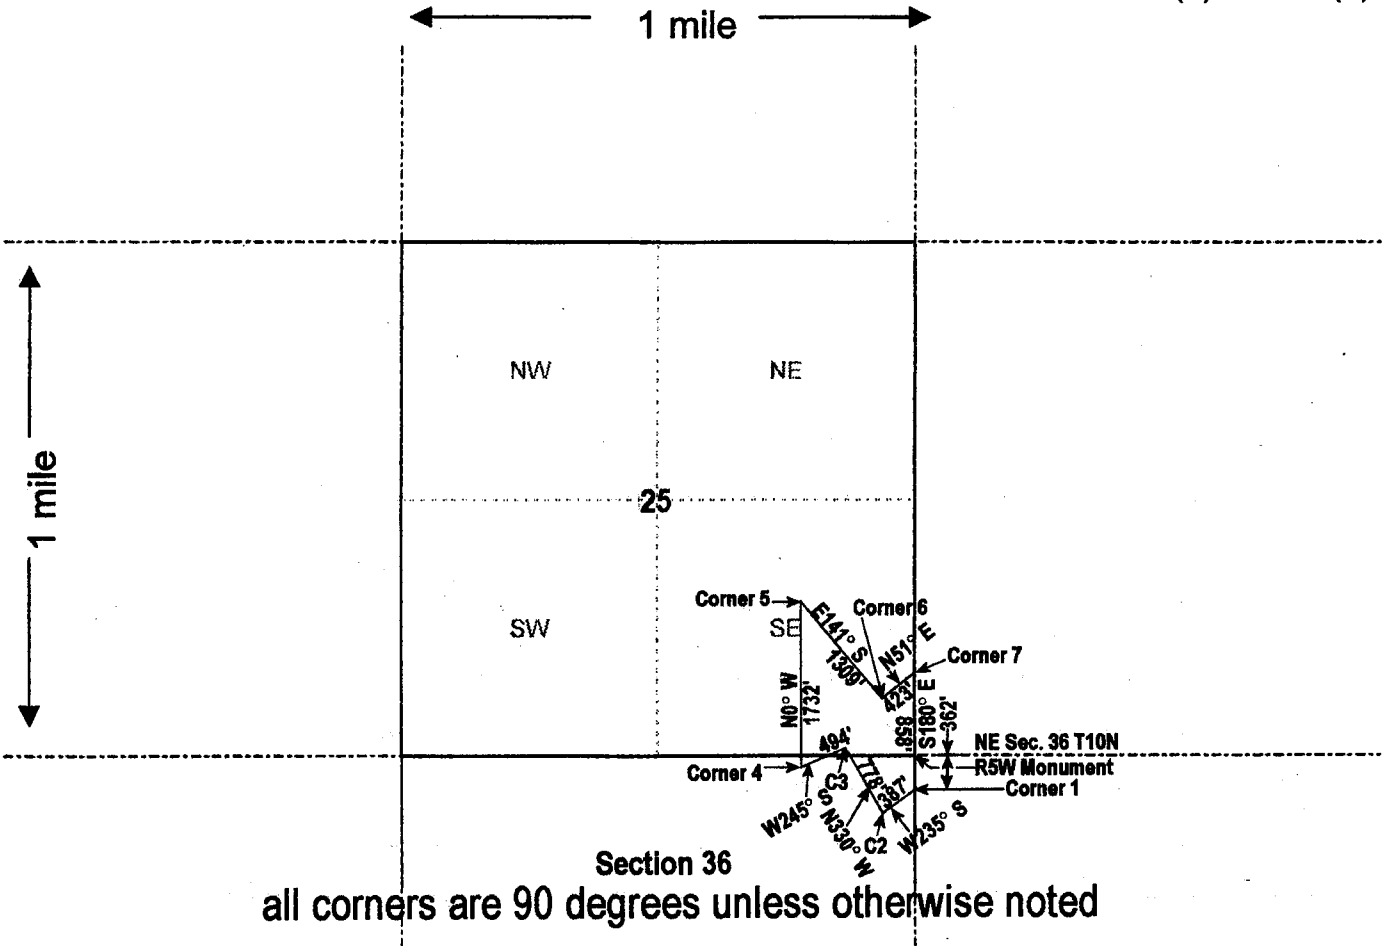 1 mile
1 mile
NW
NE
25
SW
SE
Corner 5
Corner 6
E141° S
1309'
N51° E
423'
Corner 7
N0° W
1732'
858'
S180° E
362'
NE Sec. 36 T10N
R5W Monument
Corner 1
494'
Corner 4
C3
778'
387'
W245° S
N330° W
C2
W235° S
Section 36
all corners are 90 degrees unless otherwise noted